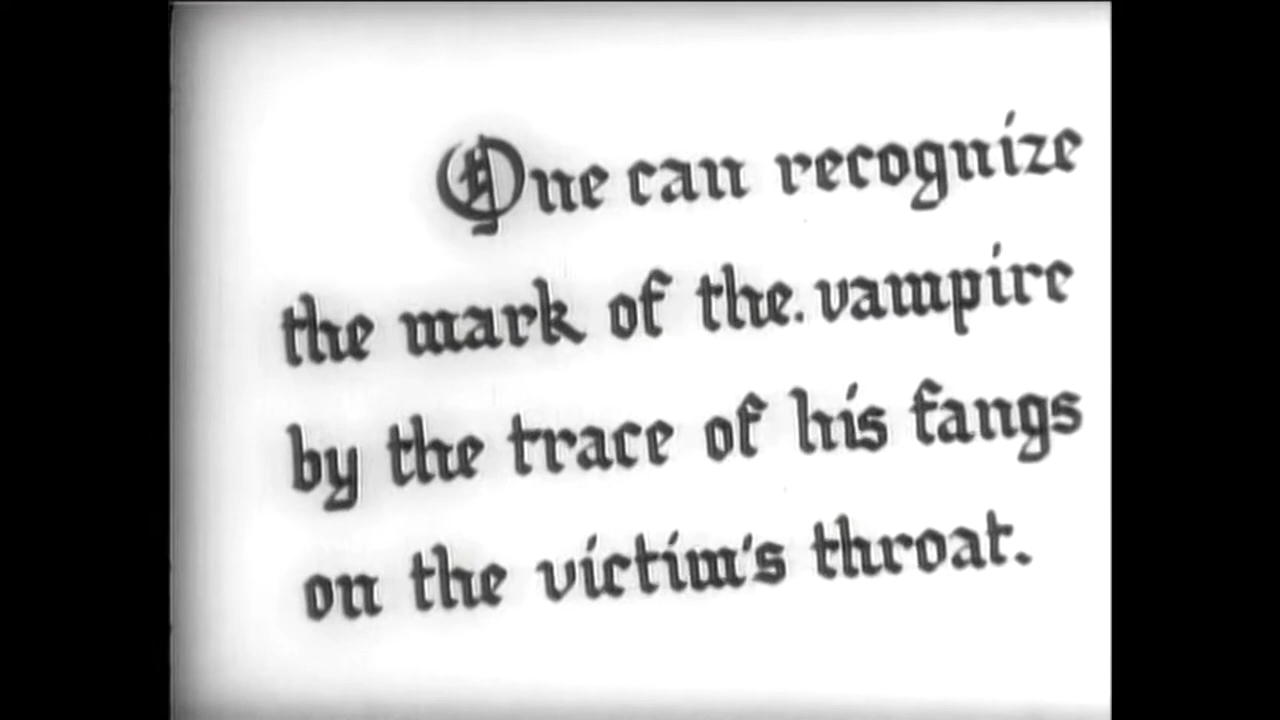 One can recognize
the mark of the. vampire
by the trace of his fangs
on the victim's throat.